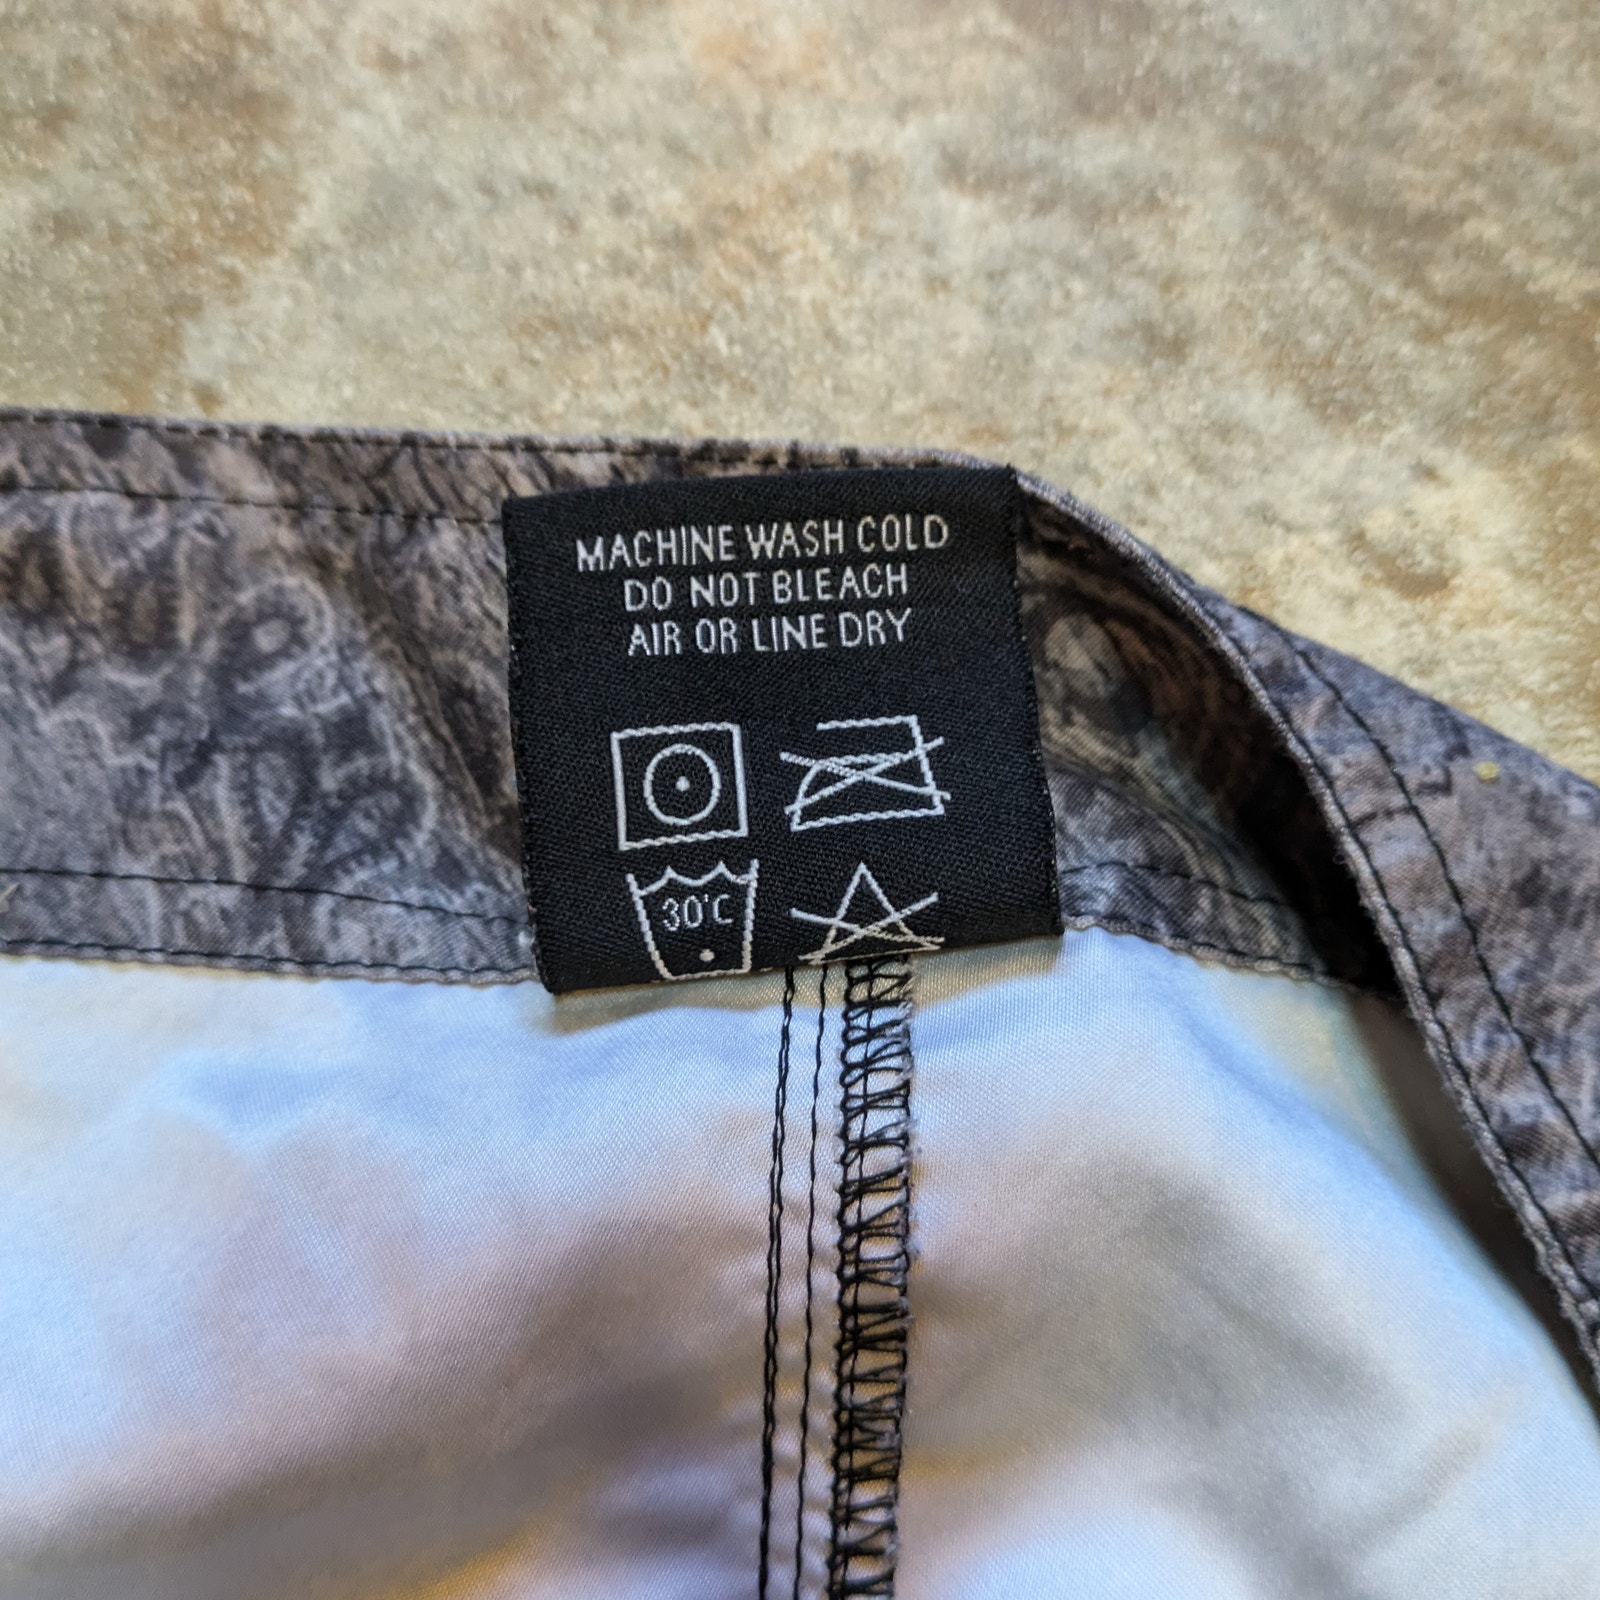 MACHINE WASH COLD
DO NOT BLEACH
AIR OR LINE DRY
30°C